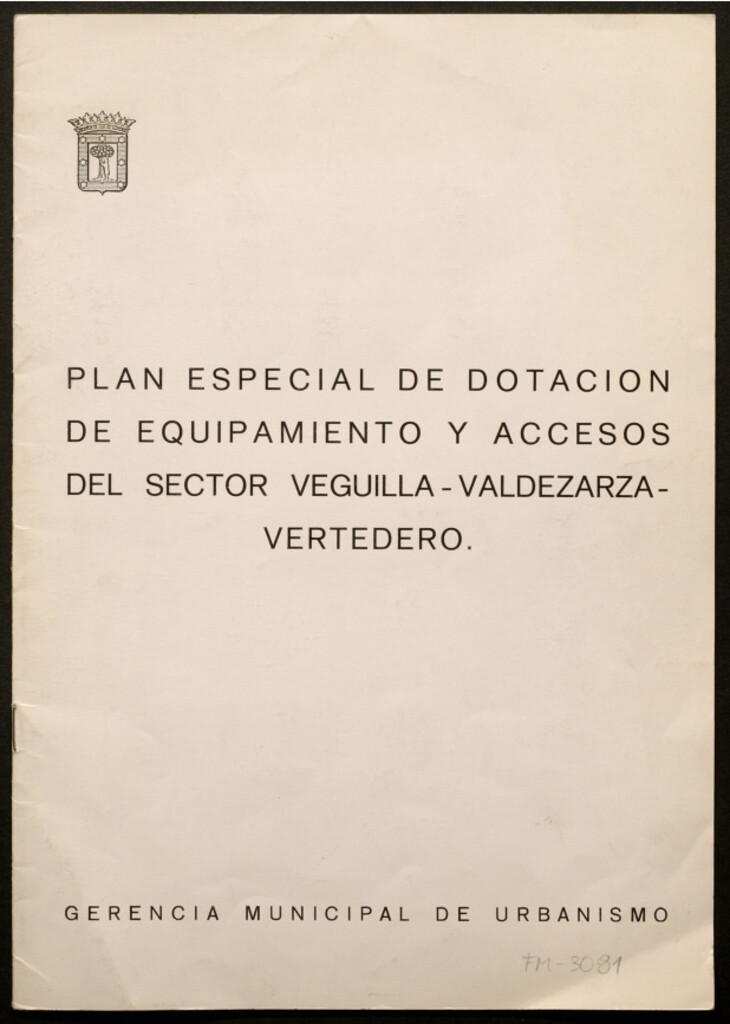 PLAN ESPECIAL DE DOTACION
DE EQUIPAMIENTO Y ACCESOS
DEL SECTOR VEGUILLA - VALDEZARZA -
VERTEDERO.
GERENCIA MUNICIPAL DE URBANISMO
FM-3081